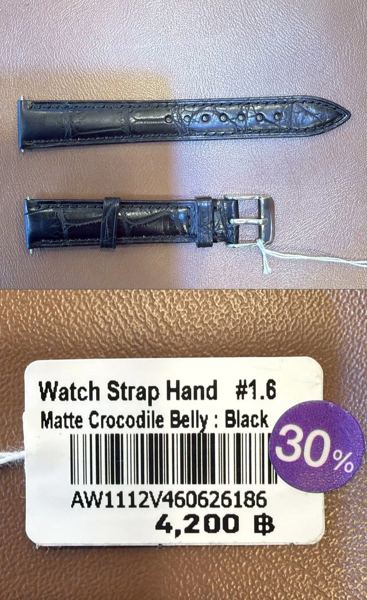 Watch Strap Hand #1.6
Matte Crocodile Belly : Black
30%
AW1112V460626186
4,200 ฿